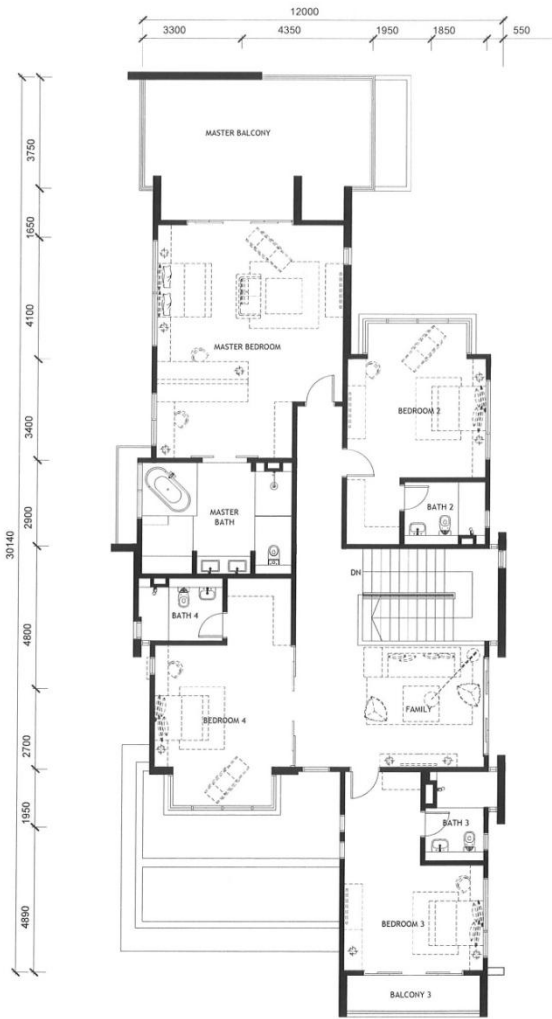 12000
3300 4350 1950 1850 550
MASTER BALCONY
3750
1650
4100
MASTER BEDROOM
BEDROOM 2
3400
BATH 2
MASTER
BATH
2900
30140
DN
BATH 4
4800
BEDROOM 4
FAMILY
2700
1950
BATH 3
4890
BEDROOM 3
BALCONY 3